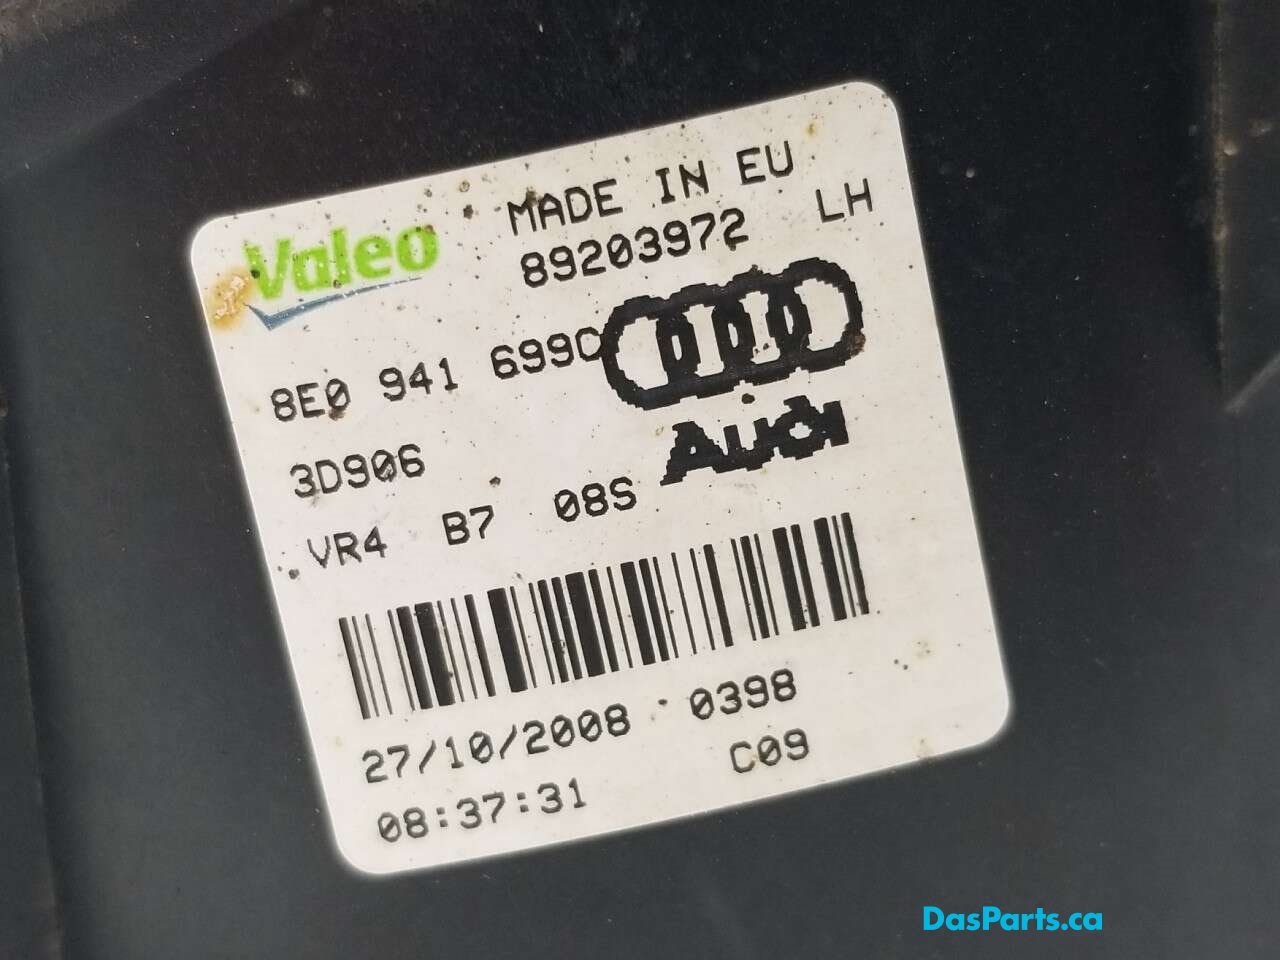 Valeo
MADE IN EU
89203972 LH
8E0 941 699C
3D906
Audi
VR4 B7 08S
27/10/2008 0398
08:37:31 C09
DasParts.ca